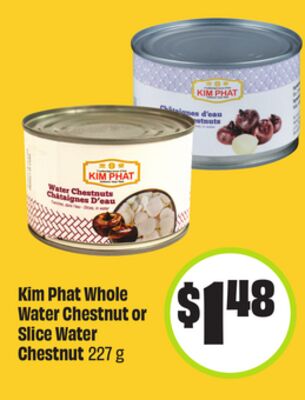 KIM PHAT
Châtaignes d'eau
KIM PHAT
Water Chestnuts
Châtaignes D'eau
Kim Phat Whole
Water Chestnut or
Slice Water
Chestnut 227 g
$1.48